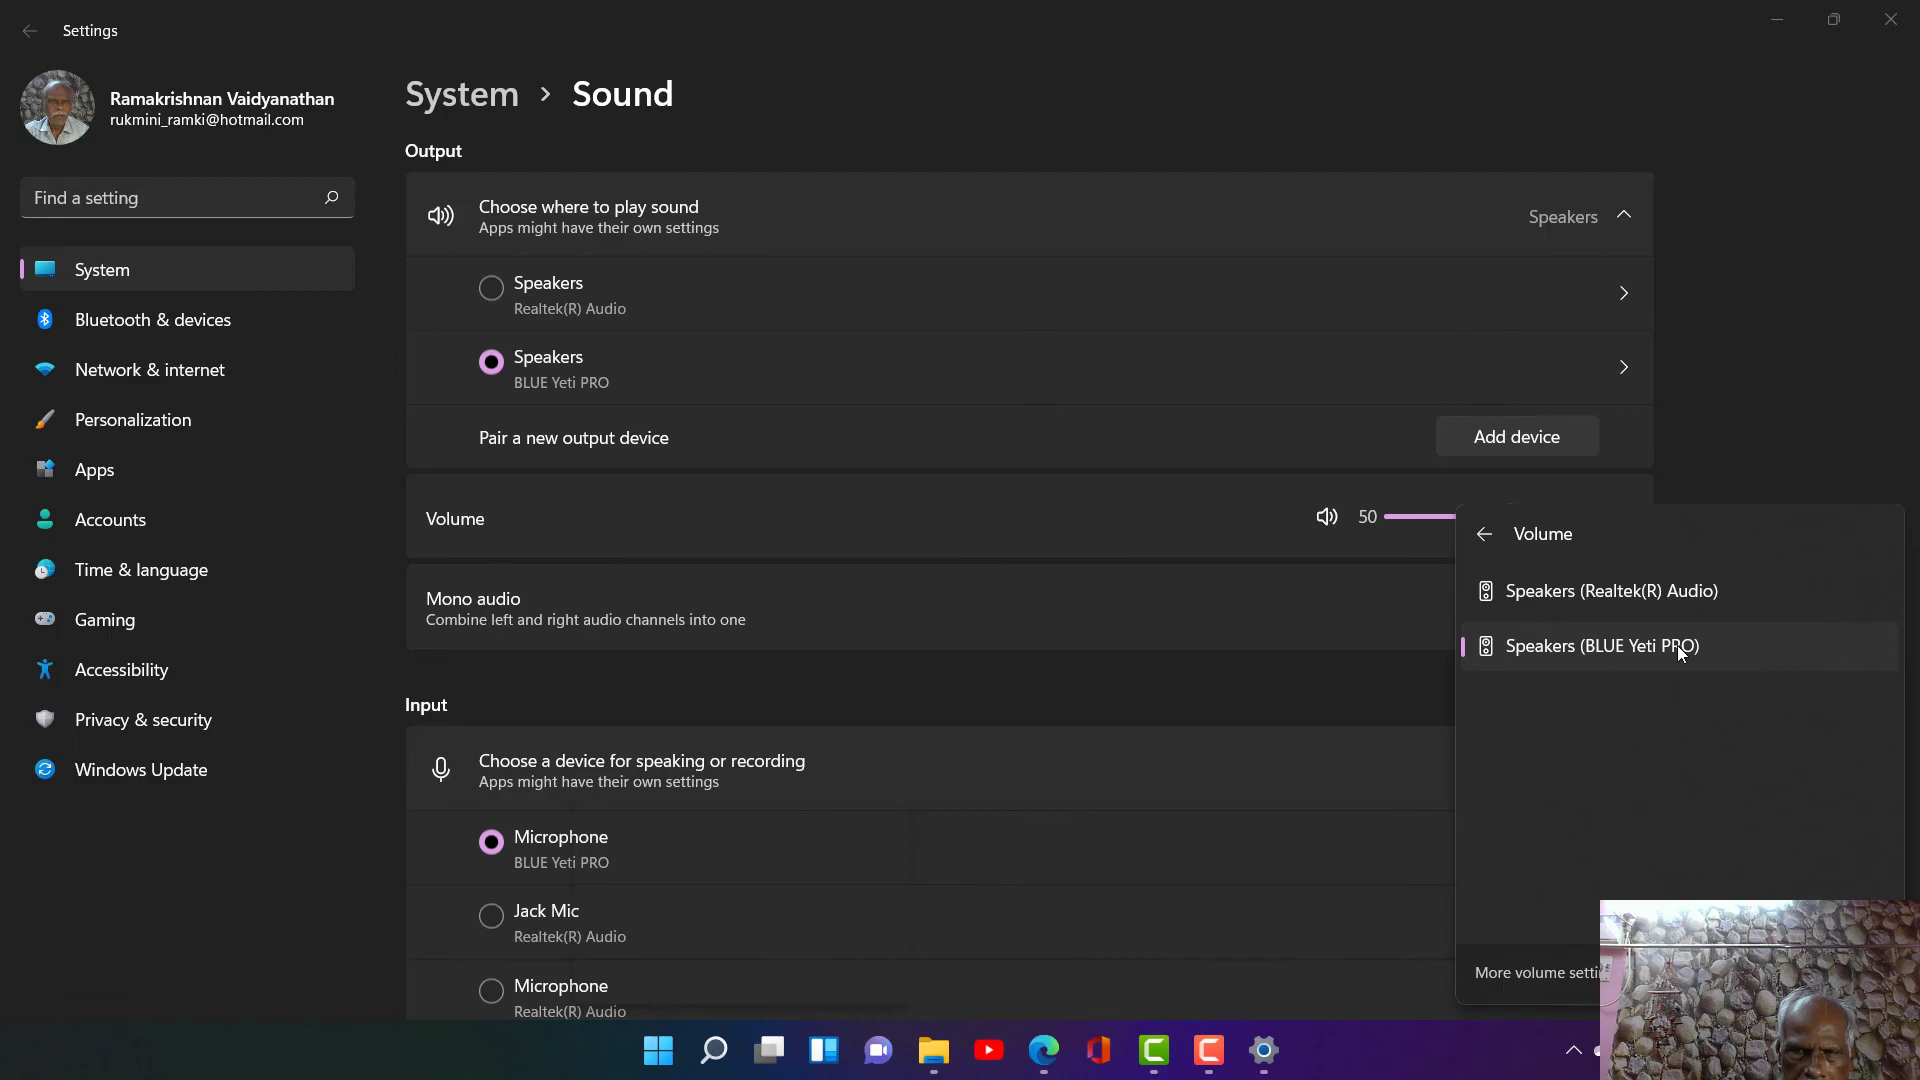 Settings
Ramakrishnan Vaidyanathan
rukmini_ramki@hotmail.com
Find a setting
System
Bluetooth & devices
Network & internet
Personalization
Apps
Accounts
Time & language
Gaming
Accessibility
Privacy & security
Windows Update
System > Sound
Output
Choose where to play sound
Apps might have their own settings
Speakers
Speakers
Realtek(R) Audio
Speakers
BLUE Yeti PRO
Pair a new output device
Add device
Volume
50
Mono audio
Combine left and right audio channels into one
Input
Choose a device for speaking or recording
Apps might have their own settings
Microphone
BLUE Yeti PRO
Jack Mic
Realtek(R) Audio
Microphone
Realtek(R) Audio
Volume
Speakers (Realtek(R) Audio)
Speakers (BLUE Yeti PRO)
More volume